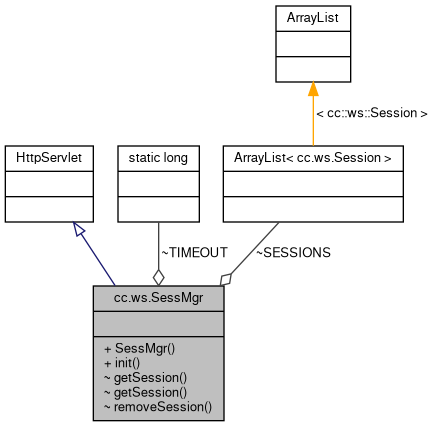 ArrayList
< cc::ws::Session >
HttpServlet
static long
ArrayList< cc.ws.Session >
~TIMEOUT
~SESSIONS
cc.ws.SessMgr
+ SessMgr()
+ init()
~ getSession()
~ getSession()
~ removeSession()